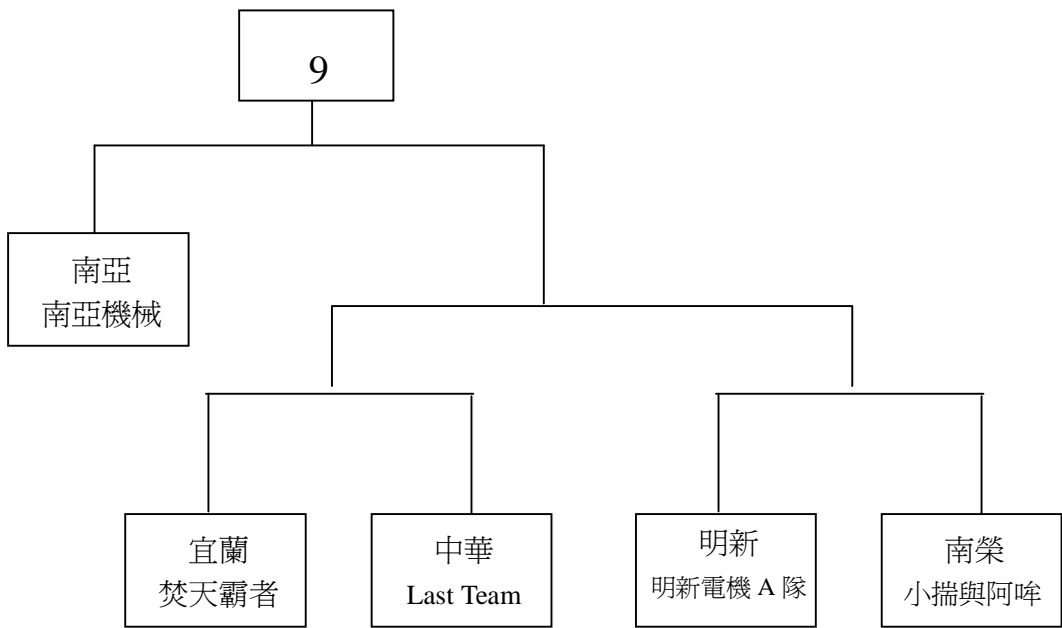 9
南亞
南亞機械
宜蘭
焚天霸者
中華
Last Team
明新
明新電機 A 隊
南榮
小揣與阿哞